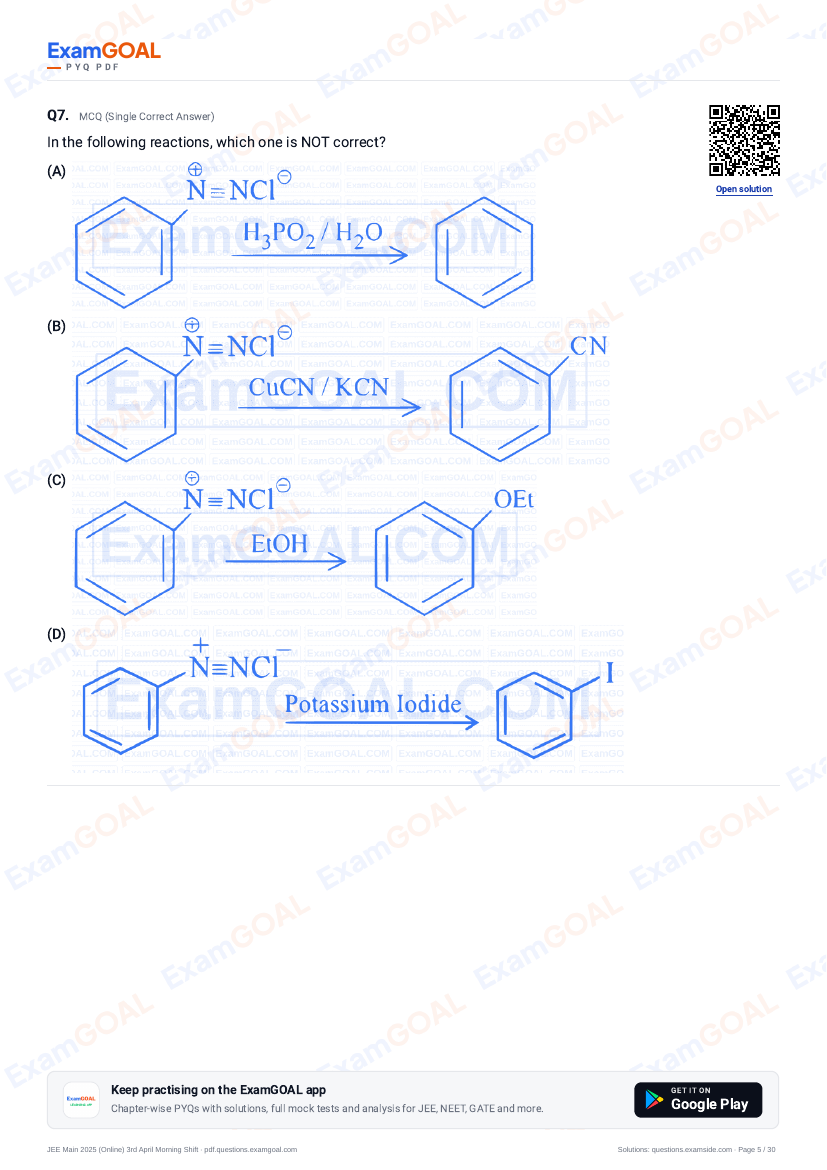 ExamGOAL
PYQ PDF
Q7. MCQ (Single Correct Answer)
In the following reactions, which one is NOT correct?
Open solution
(A)
⊕
N≡NCl⊖
H₃PO₂ / H₂O
(B)
⊕
N≡NCl⊖
CN
CuCN / KCN
(C)
⊕
N≡NCl⊖
OEt
EtOH
(D)
+
N≡NCl−
I
Potassium Iodide
ExamGOAL.COM
Keep practising on the ExamGOAL app
Chapter-wise PYQs with solutions, full mock tests and analysis for JEE, NEET, GATE and more.
GET IT ON
Google Play
JEE Main 2025 (Online) 3rd April Morning Shift · pdf.questions.examgoal.com
Solutions: questions.examside.com · Page 5 / 30